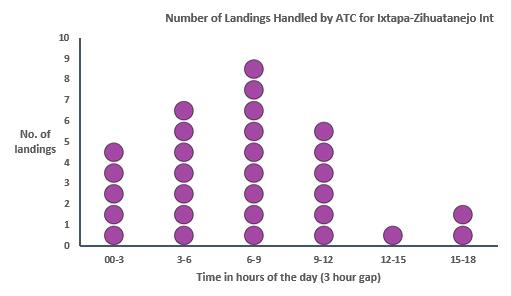 Number of Landings Handled by ATC for Ixtapa-Zihuatanejo Int
10
9
8
7
6
5
4
3
2
1
0
No. of
landings
00-3 3-6 6-9 9-12 12-15 15-18
Time in hours of the day (3 hour gap)